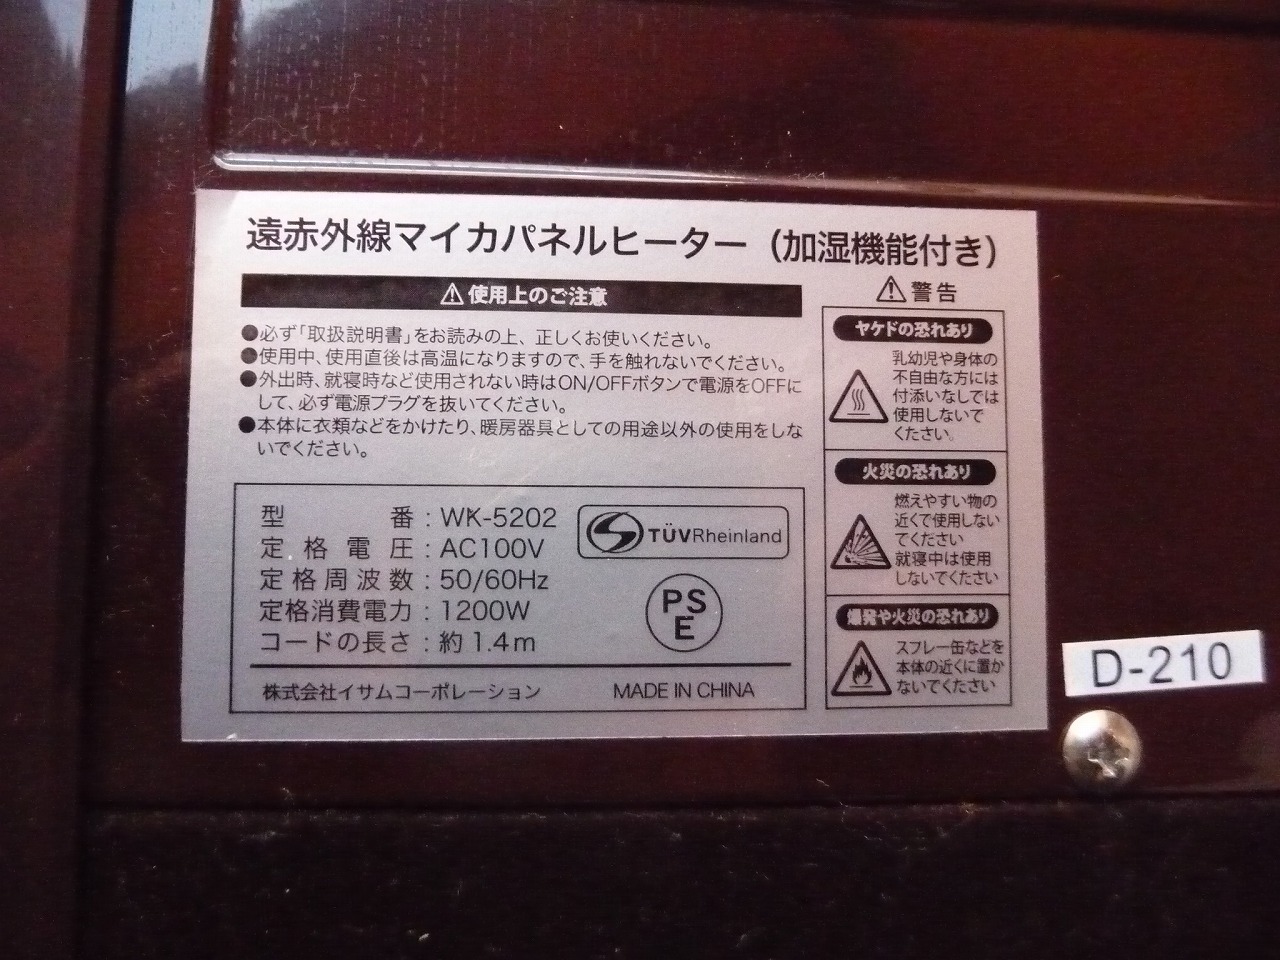 遠赤外線マイカパネルヒーター（加湿機能付き）
⚠使用上のご注意
●必ず「取扱説明書」をお読みの上、正しくお使いください。
●使用中、使用直後は高温になりますので、手を触れないでください。
●外出時、就寝時など使用されない時はON/OFFボタンで電源をOFFに
して、必ず電源プラグを抜いてください。
●本体に衣類などをかけたり、暖房器具としての用途以外の使用をしな
いでください。
型番：WK-5202
定格電圧：AC100V
定格周波数：50/60Hz
定格消費電力：1200W
コードの長さ：約1.4m
TÜVRheinland
PS
E
株式会社イサムコーポレーション
MADE IN CHINA
⚠警告
ヤケドの恐れあり
乳幼児や身体の
不自由な方には
付添いなしでは
使用しないで
ください。
火災の恐れあり
燃えやすい物の
近くで使用しない
でください
就寝中は使用
しないでください
爆発や火災の恐れあり
スプレー缶などを
本体の近くに置か
ないでください
D-210